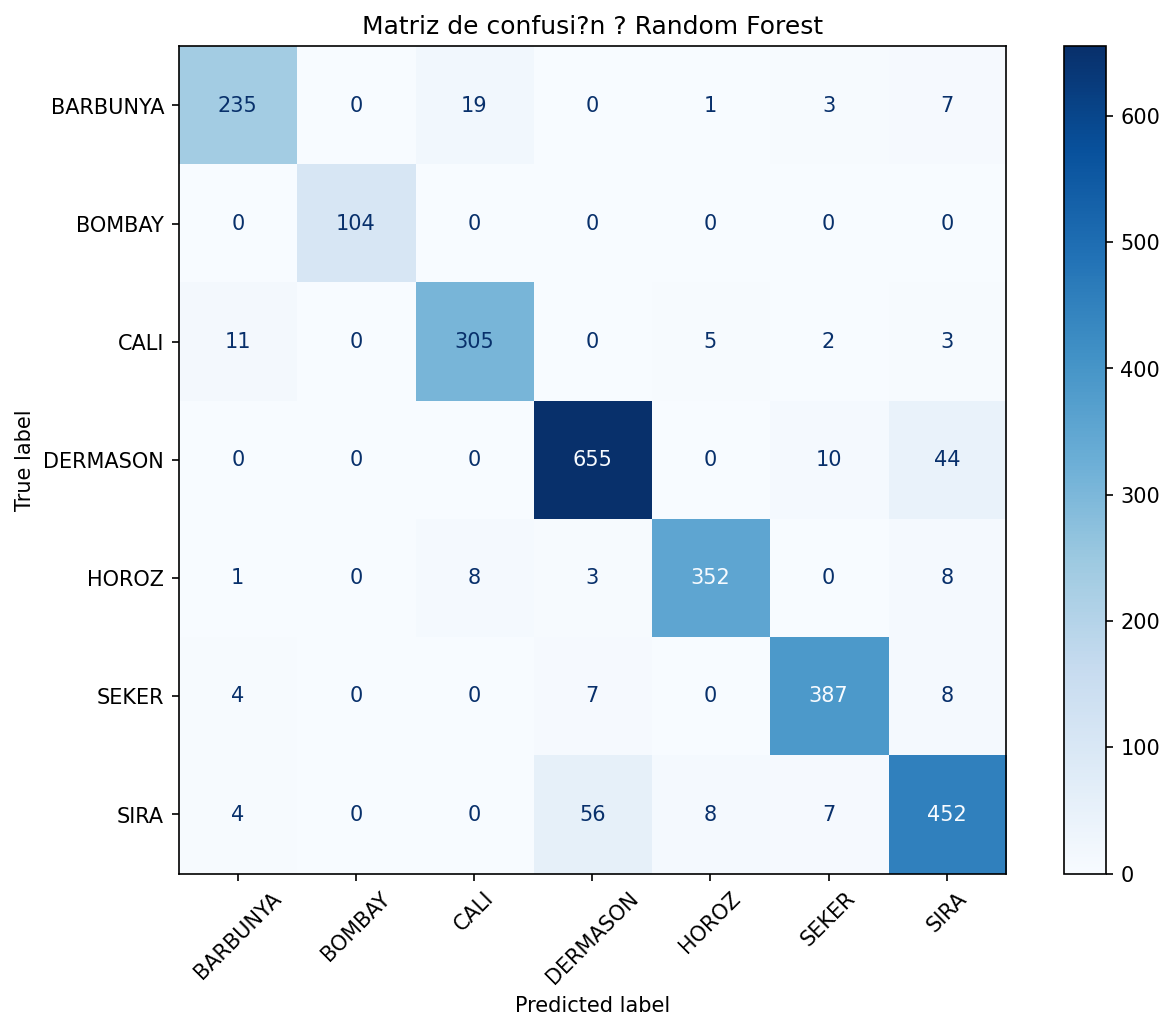 Matriz de confusi?n ? Random Forest
BARBUNYA 235 0 19 0 1 3 7
BOMBAY 0 104 0 0 0 0 0
CALI 11 0 305 0 5 2 3
DERMASON 0 0 0 655 0 10 44
HOROZ 1 0 8 3 352 0 8
SEKER 4 0 0 7 0 387 8
SIRA 4 0 0 56 8 7 452
True label
BARBUNYA BOMBAY CALI DERMASON HOROZ SEKER SIRA
Predicted label
600
500
400
300
200
100
0